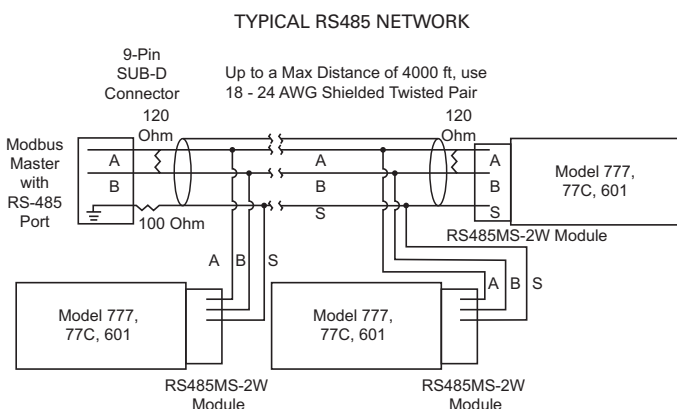 TYPICAL RS485 NETWORK
9-Pin
SUB-D
Connector
Up to a Max Distance of 4000 ft, use
18 - 24 AWG Shielded Twisted Pair
120
Ohm
120
Ohm
Modbus
Master
with
RS-485
Port
A
B
100 Ohm
A
B
S
A
B
S
Model 777,
77C, 601
RS485MS-2W Module
A B S
A B S
Model 777,
77C, 601
RS485MS-2W
Module
Model 777,
77C, 601
RS485MS-2W
Module